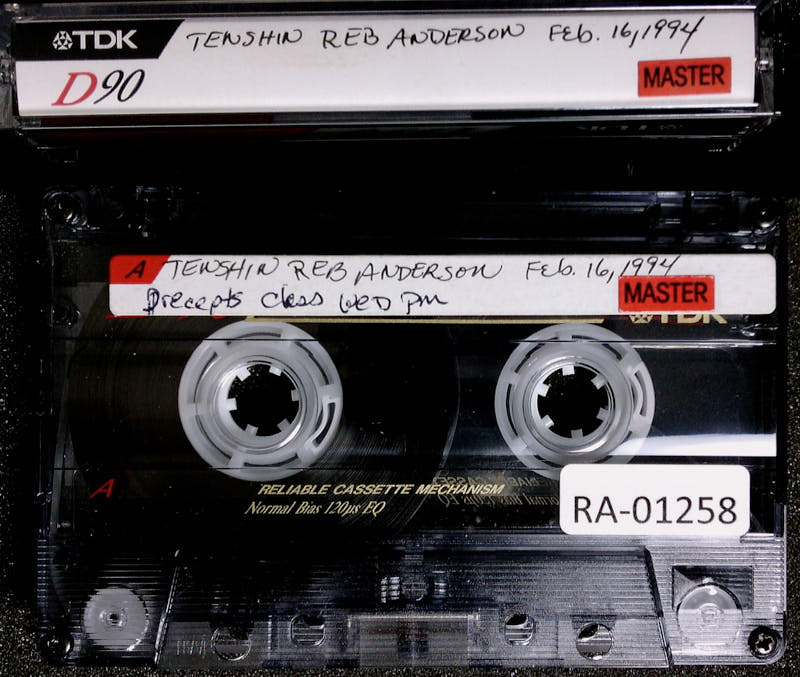 TDK TENSHIN REB ANDERSON FEB. 16, 1994
D90 MASTER
A TENSHIN REB ANDERSON FEB. 16, 1994
Precepts class WED PM MASTER
TDK
A RELIABLE CASSETTE MECHANISM
Normal Bias 120µs EQ
RA-01258